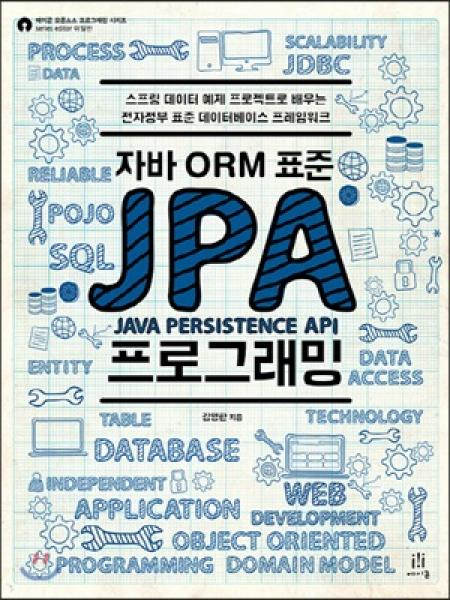 에이콘 오픈소스 프로그래밍 시리즈
series editor 이일민
PROCESS
SCALABILITY
JDBC
DATA
스프링 데이터 예제 프로젝트로 배우는
전자정부 표준 데이터베이스 프레임워크
자바 ORM 표준
RELIABLE
POJO
SQL
JPA
JAVA PERSISTENCE API
프로그래밍
ENTITY
DATA
ACCESS
김영한 지음
TABLE
TECHNOLOGY
DATABASE
INDEPENDENT
WEB
APPLICATION
DEVELOPMENT
OBJECT ORIENTED
PROGRAMMING
DOMAIN MODEL
에이콘